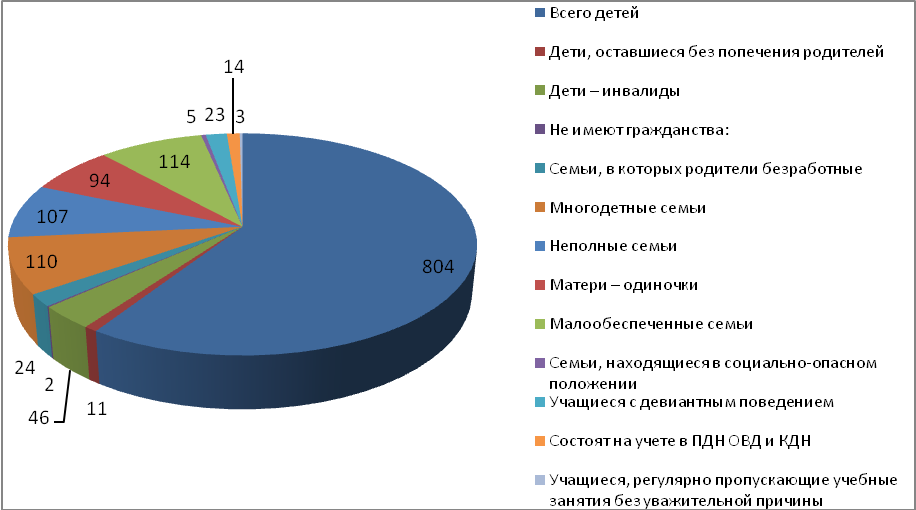 Всего детей
Дети, оставшиеся без попечения родителей
Дети – инвалиды
Не имеют гражданства:
Семьи, в которых родители безработные
Многодетные семьи
Неполные семьи
Матери – одиночки
Малообеспеченные семьи
Семьи, находящиеся в социально-опасном
положении
Учащиеся с девиантным поведением
Состоят на учете в ПДН ОВД и КДН
Учащиеся, регулярно пропускающие учебные
занятия без уважительной причины
14
5 23 3
114
94
107
110
804
24
2
46
11